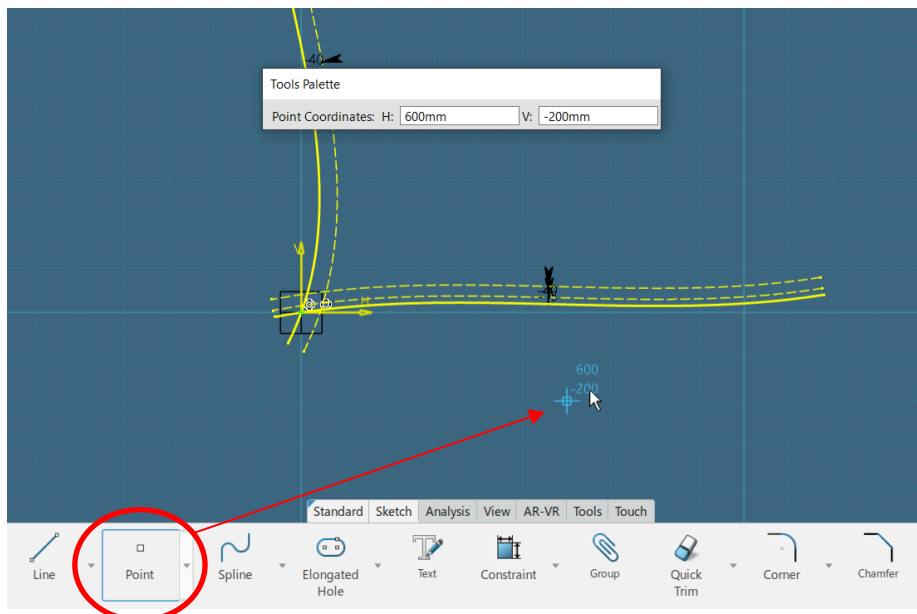 -40
Tools Palette
Point Coordinates: H: 600mm V: -200mm
V
H
600
-200
Standard Sketch Analysis View AR-VR Tools Touch
Line Point Spline Elongated Hole Text Constraint Group Quick Trim Corner Chamfer